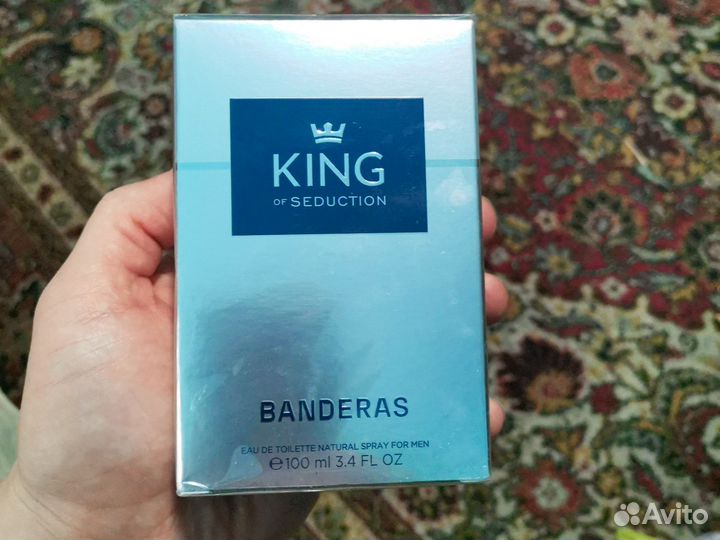 KING
OF SEDUCTION
BANDERAS
EAU DE TOILETTE NATURAL SPRAY FOR MEN
℮100 ml 3.4 FL OZ
Avito